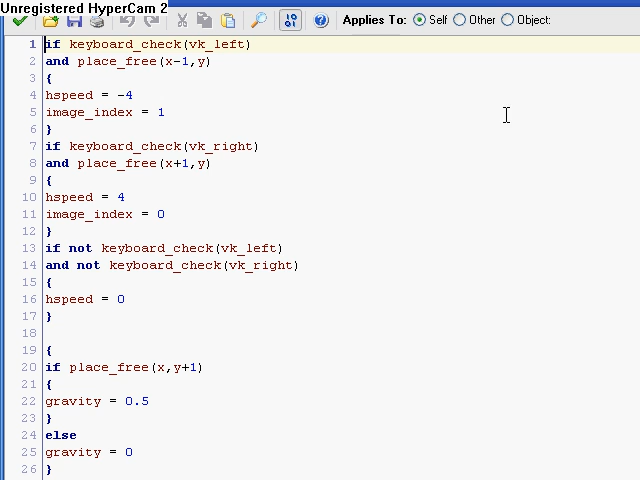 Unregistered HyperCam 2
Applies To: Self Other Object:
1 if keyboard_check(vk_left)
2 and place_free(x-1,y)
3 {
4 hspeed = -4
5 image_index = 1
6 }
7 if keyboard_check(vk_right)
8 and place_free(x+1,y)
9 {
10 hspeed = 4
11 image_index = 0
12 }
13 if not keyboard_check(vk_left)
14 and not keyboard_check(vk_right)
15 {
16 hspeed = 0
17 }
18
19 {
20 if place_free(x,y+1)
21 {
22 gravity = 0.5
23 }
24 else
25 gravity = 0
26 }